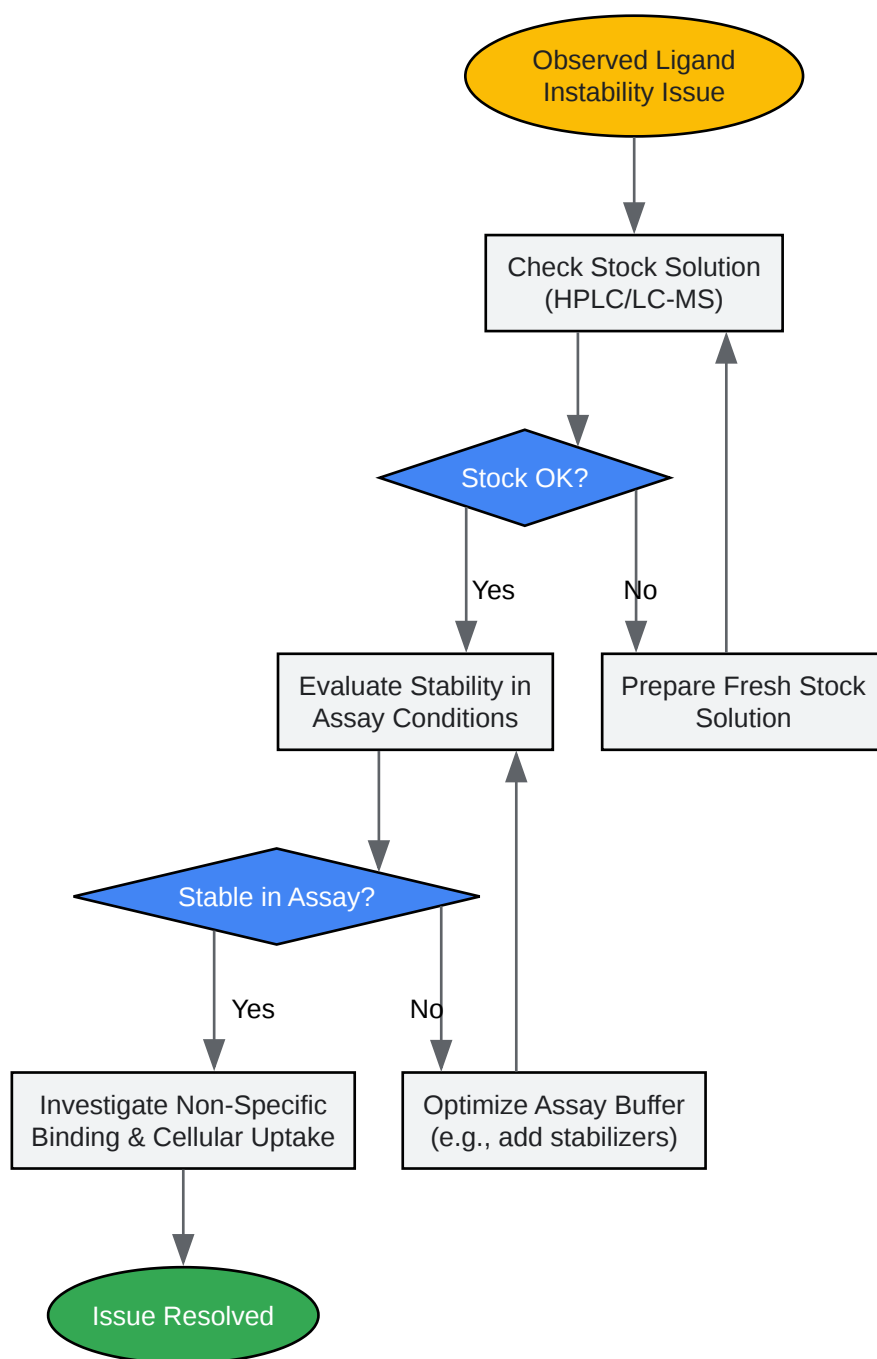 Observed Ligand
Instability Issue
Check Stock Solution
(HPLC/LC-MS)
Stock OK?
Yes
No
Evaluate Stability in
Assay Conditions
Prepare Fresh Stock
Solution
Stable in Assay?
Yes
No
Investigate Non-Specific
Binding & Cellular Uptake
Optimize Assay Buffer
(e.g., add stabilizers)
Issue Resolved